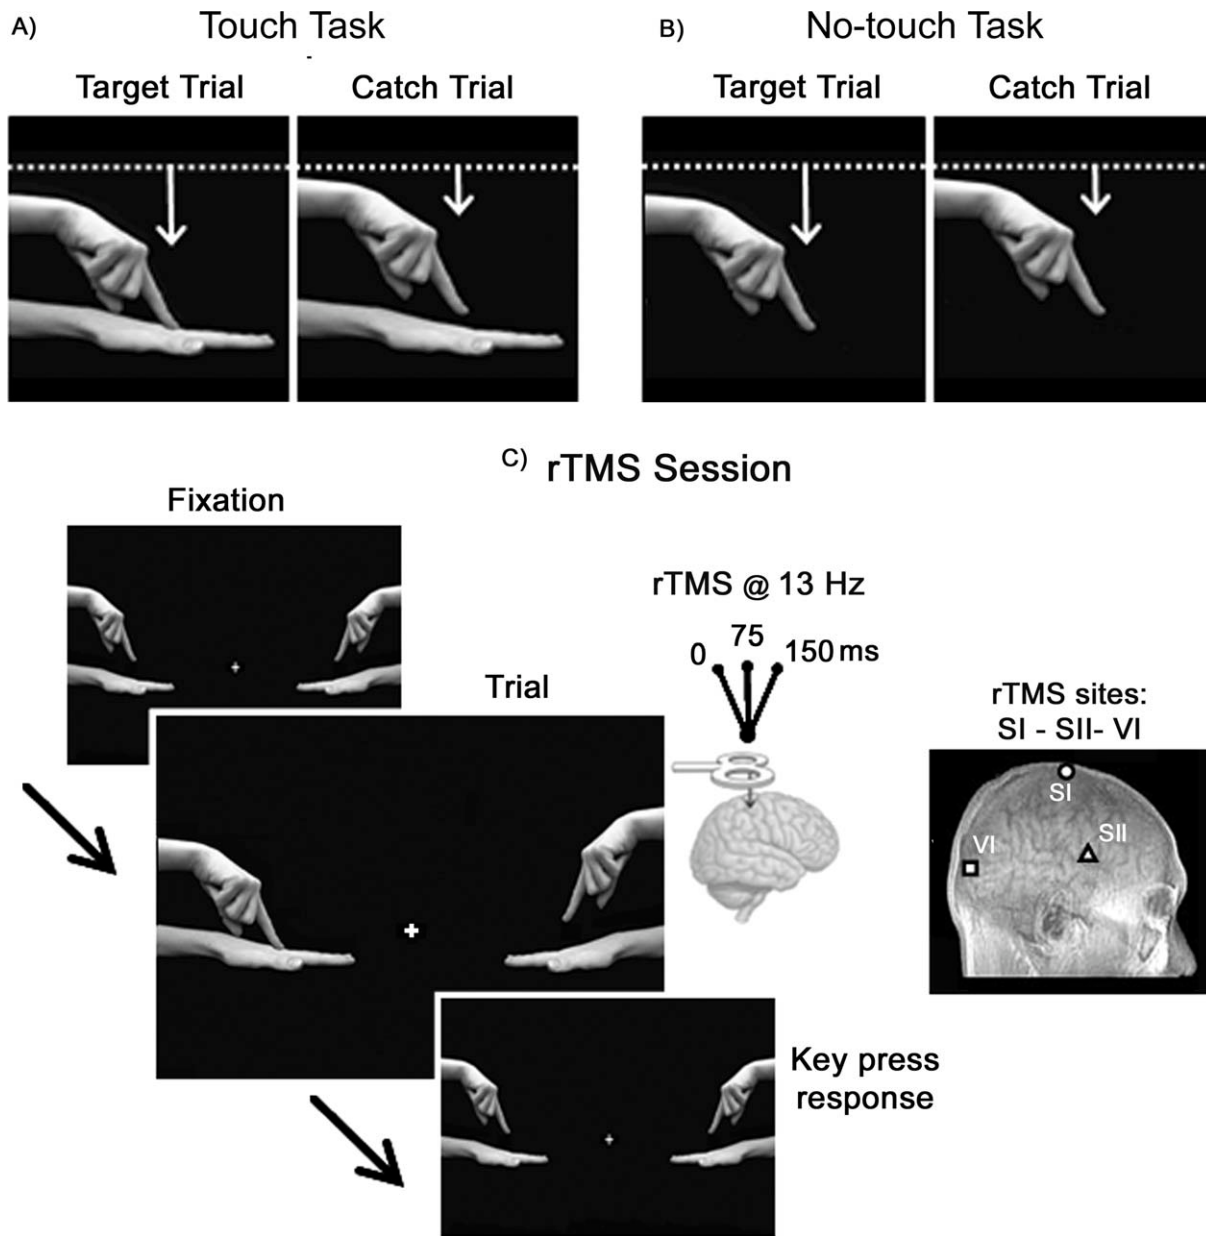 A)
Touch Task
Target Trial
Catch Trial
B)
No-touch Task
Target Trial
Catch Trial
C) rTMS Session
Fixation
rTMS @ 13 Hz
0
75
150 ms
Trial
rTMS sites:
SI - SII- VI
SI
SII
VI
Key press
response